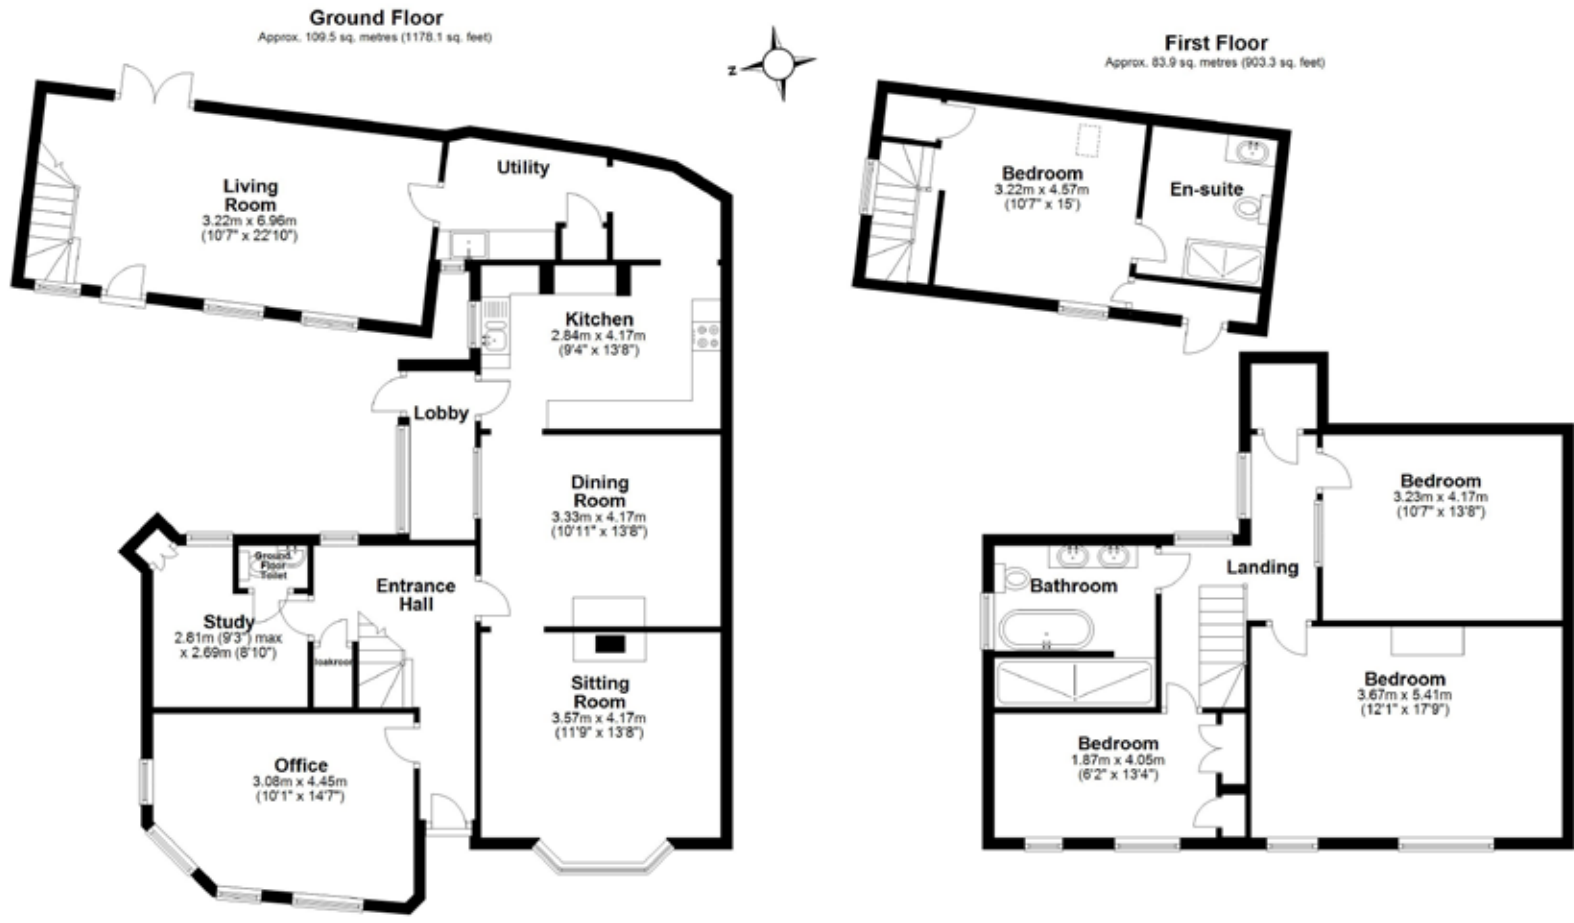 Ground Floor
Approx. 109.5 sq. metres (1178.1 sq. feet)
N
Living
Room
3.22m x 6.96m
(10'7" x 22'10")
Utility
Kitchen
2.84m x 4.17m
(9'4" x 13'8")
Lobby
Dining
Room
3.33m x 4.17m
(10'11" x 13'8")
Ground
Floor
Toilet
Entrance
Hall
Study
2.81m (9'3") max
x 2.69m (8'10")
loakroom
Sitting
Room
3.57m x 4.17m
(11'9" x 13'8")
Office
3.08m x 4.45m
(10'1" x 14'7")
First Floor
Approx. 83.9 sq. metres (903.3 sq. feet)
Bedroom
3.22m x 4.57m
(10'7" x 15')
En-suite
Bedroom
3.23m x 4.17m
(10'7" x 13'8")
Landing
Bathroom
Bedroom
3.67m x 5.41m
(12'1" x 17'9")
Bedroom
1.87m x 4.05m
(6'2" x 13'4")